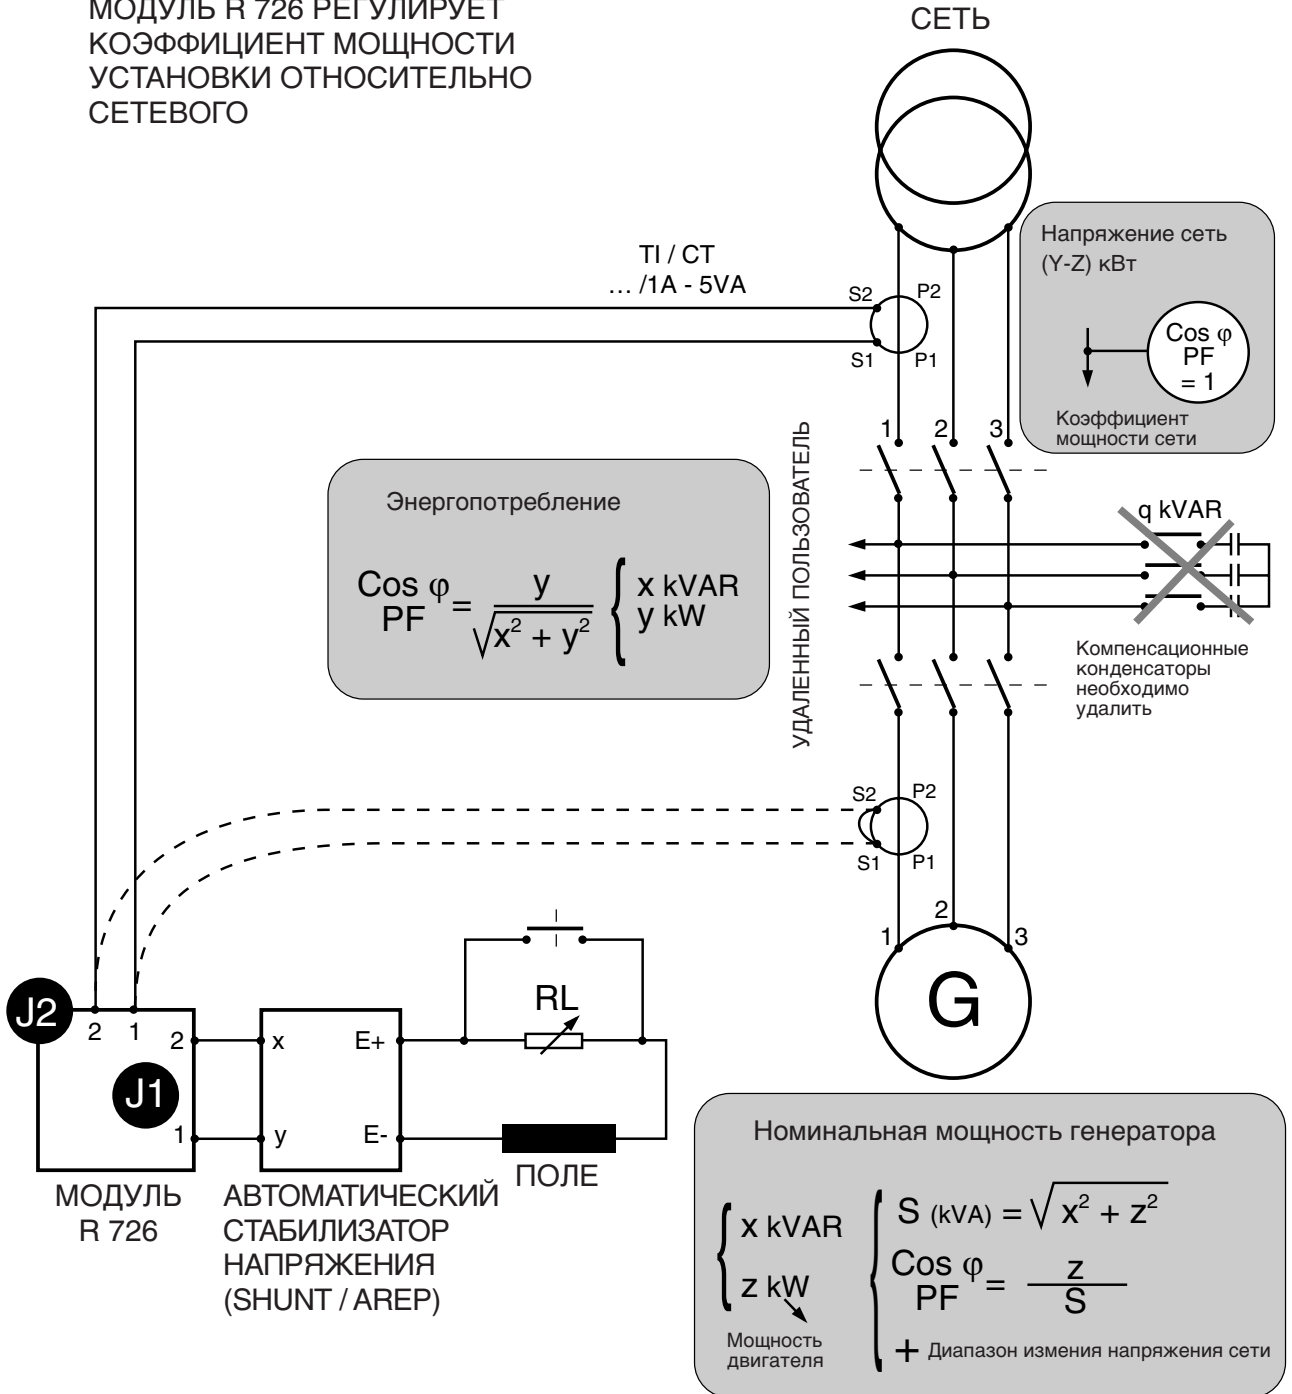 МОДУЛЬ R 726 РЕГУЛИРУЕТ
КОЭФФИЦИЕНТ МОЩНОСТИ
УСТАНОВКИ ОТНОСИТЕЛЬНО
СЕТЕВОГО
СЕТЬ
TI / CT
... /1A - 5VA
S2
P2
S1
P1
Напряжение сеть
(Y-Z) кВт
Cos φ
PF
= 1
Коэффициент
мощности сети
1 2 3
УДАЛЕННЫЙ ПОЛЬЗОВАТЕЛЬ
Энергопотребление
Cos φ
PF
= y / √x² + y²
x kVAR
y kW
q kVAR
Компенсационные
конденсаторы
необходимо
удалить
S2
P2
S1
P1
1 2 3
G
J2
2 1
2
J1
1
x
E+
y
E-
RL
ПОЛЕ
МОДУЛЬ
R 726
АВТОМАТИЧЕСКИЙ
СТАБИЛИЗАТОР
НАПРЯЖЕНИЯ
(SHUNT / AREP)
Номинальная мощность генератора
x kVAR
z kW
Мощность
двигателя
S (kVA) = √x² + z²
Cos φ
PF
= z / S
+ Диапазон измения напряжения сети